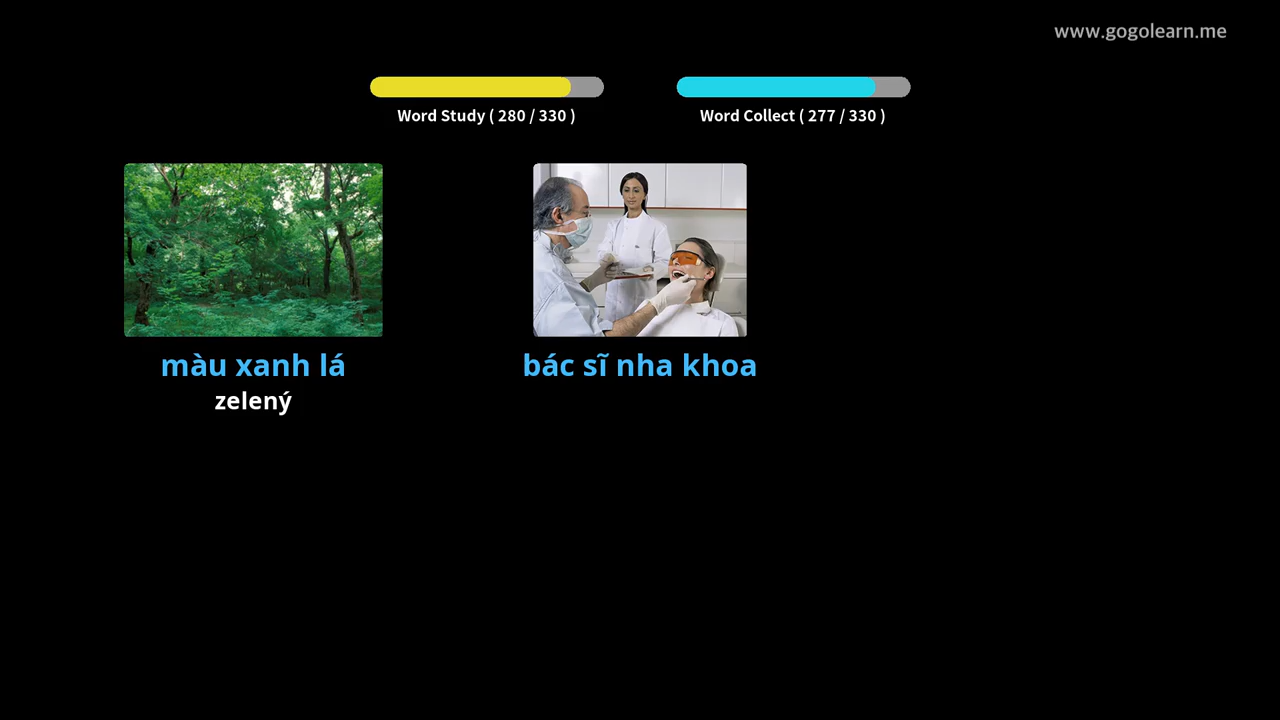 www.gogolearn.me
Word Study ( 280 / 330 )
Word Collect ( 277 / 330 )
màu xanh lá
zelený
bác sĩ nha khoa